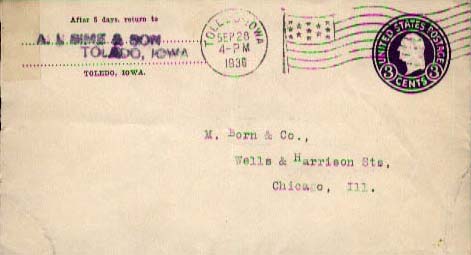 After 5 days, return to
A. L. SIME & SON
TOLEDO, IOWA
TOLEDO, IOWA.
TOLEDO IOWA
SEP 28
4-PM
1936
UNITED STATES POSTAGE
3 CENTS 3
M. Born & Co.,
Wells & Harrison Sts,
Chicago, Ill.